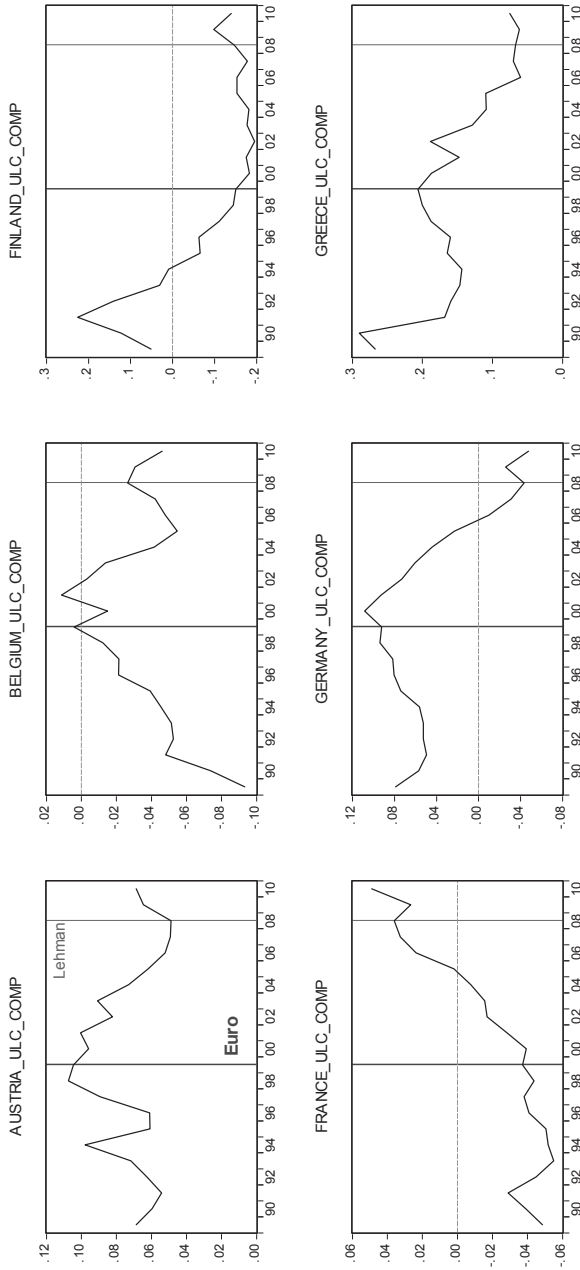 AUSTRIA_ULC_COMP
.12
.10
.08
.06
.04
.02
.00
Lehman
Euro
90 92 94 96 98 00 02 04 06 08 10
BELGIUM_ULC_COMP
.02
.00
-.02
-.04
-.06
-.08
-.10
90 92 94 96 98 00 02 04 06 08 10
FINLAND_ULC_COMP
.3
.2
.1
.0
-.1
-.2
90 92 94 96 98 00 02 04 06 08 10
FRANCE_ULC_COMP
.06
.04
.02
.00
-.02
-.04
-.06
90 92 94 96 98 00 02 04 06 08 10
GERMANY_ULC_COMP
.12
.08
.04
.00
-.04
-.08
90 92 94 96 98 00 02 04 06 08 10
GREECE_ULC_COMP
.3
.2
.1
.0
90 92 94 96 98 00 02 04 06 08 10